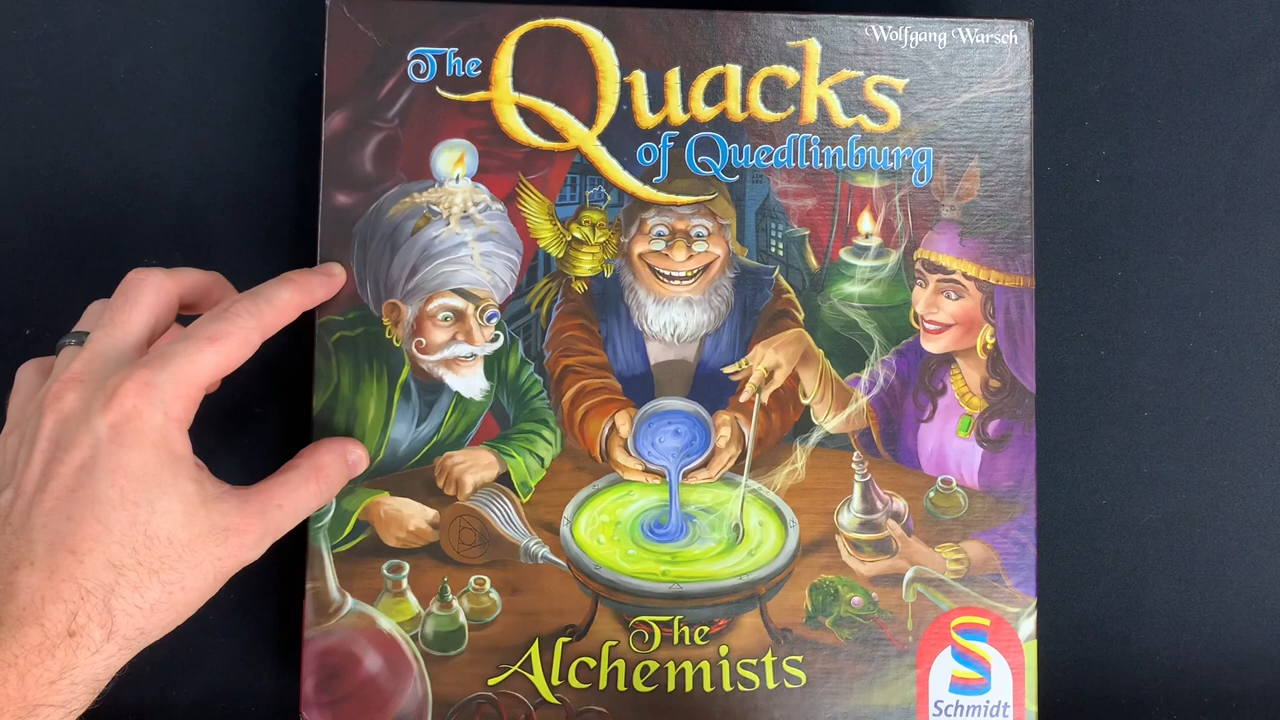 Wolfgang Warsch
The Quacks
of Quedlinburg
The
Alchemists
S
Schmidt